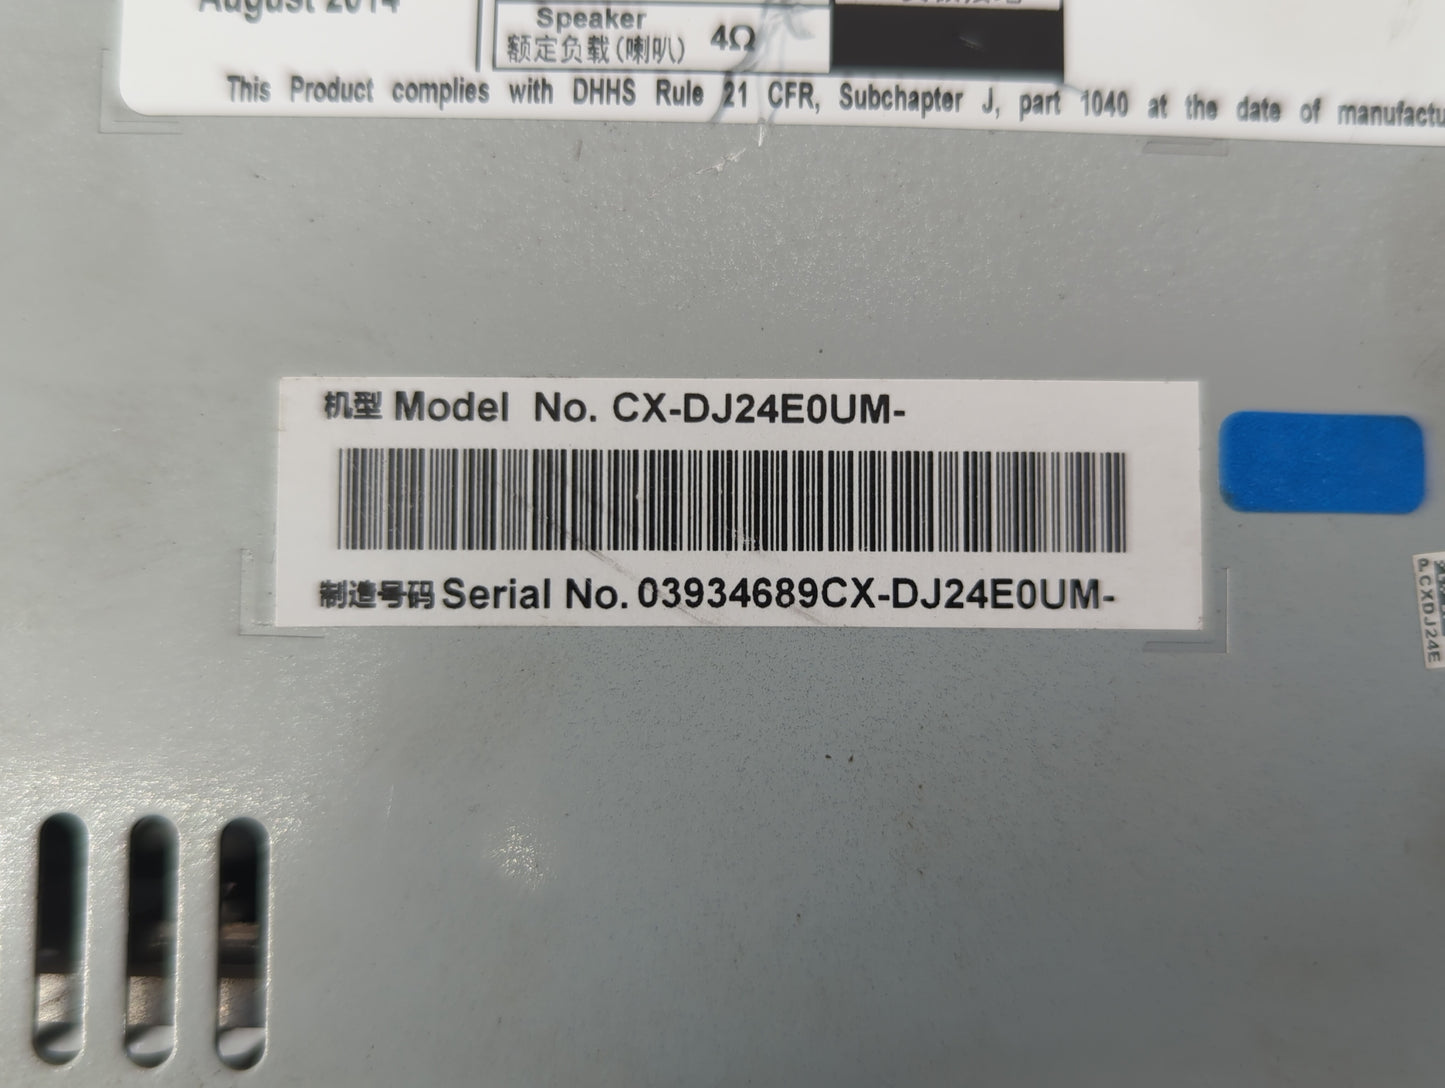 August 2014
Speaker
额定负载(喇叭) 4Ω
This Product complies with DHHS Rule 21 CFR, Subchapter J, part 1040 at the date of manufactu
机型 Model No. CX-DJ24E0UM-
制造号码 Serial No. 03934689CX-DJ24E0UM-
o.CXDJ24E